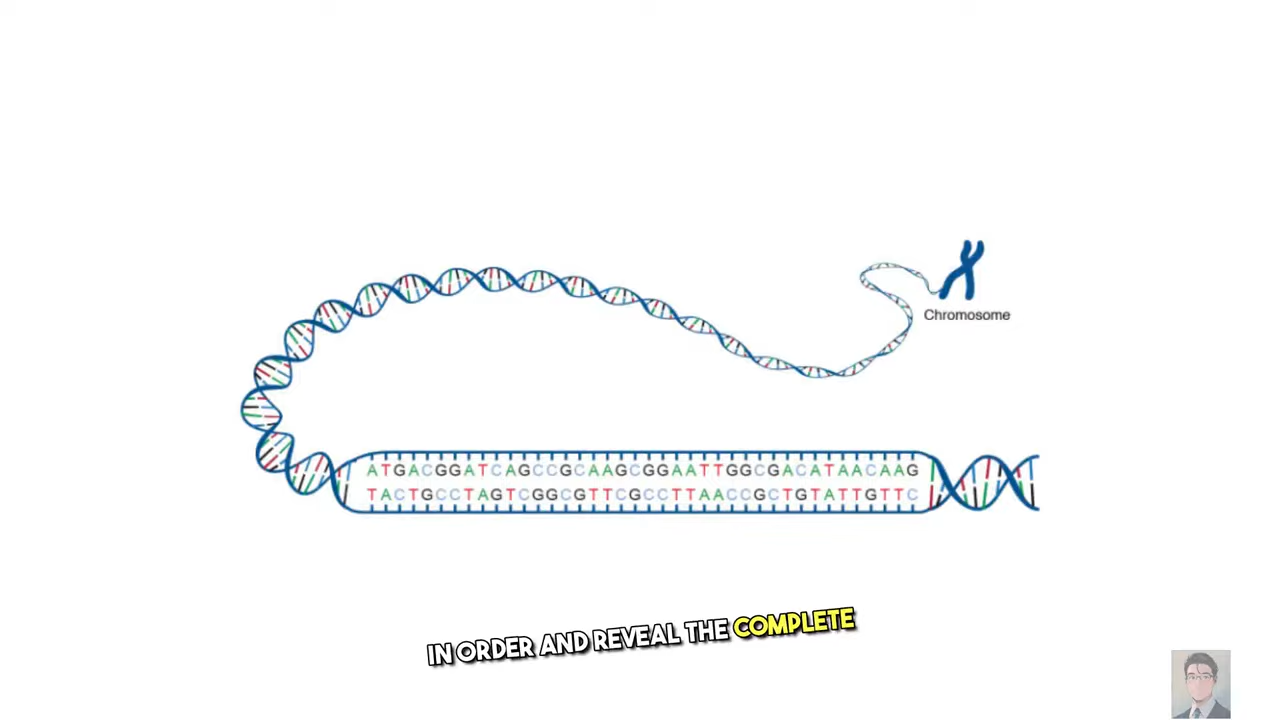 Chromosome
ATGACGGATCAGCCGCAAGCGGAATTGGCGACATAACAAG
TACTGCCTAGTCGGCGTTCGCCTTAACCGCTGTATTGTTC
IN ORDER AND REVEAL THE COMPLETE